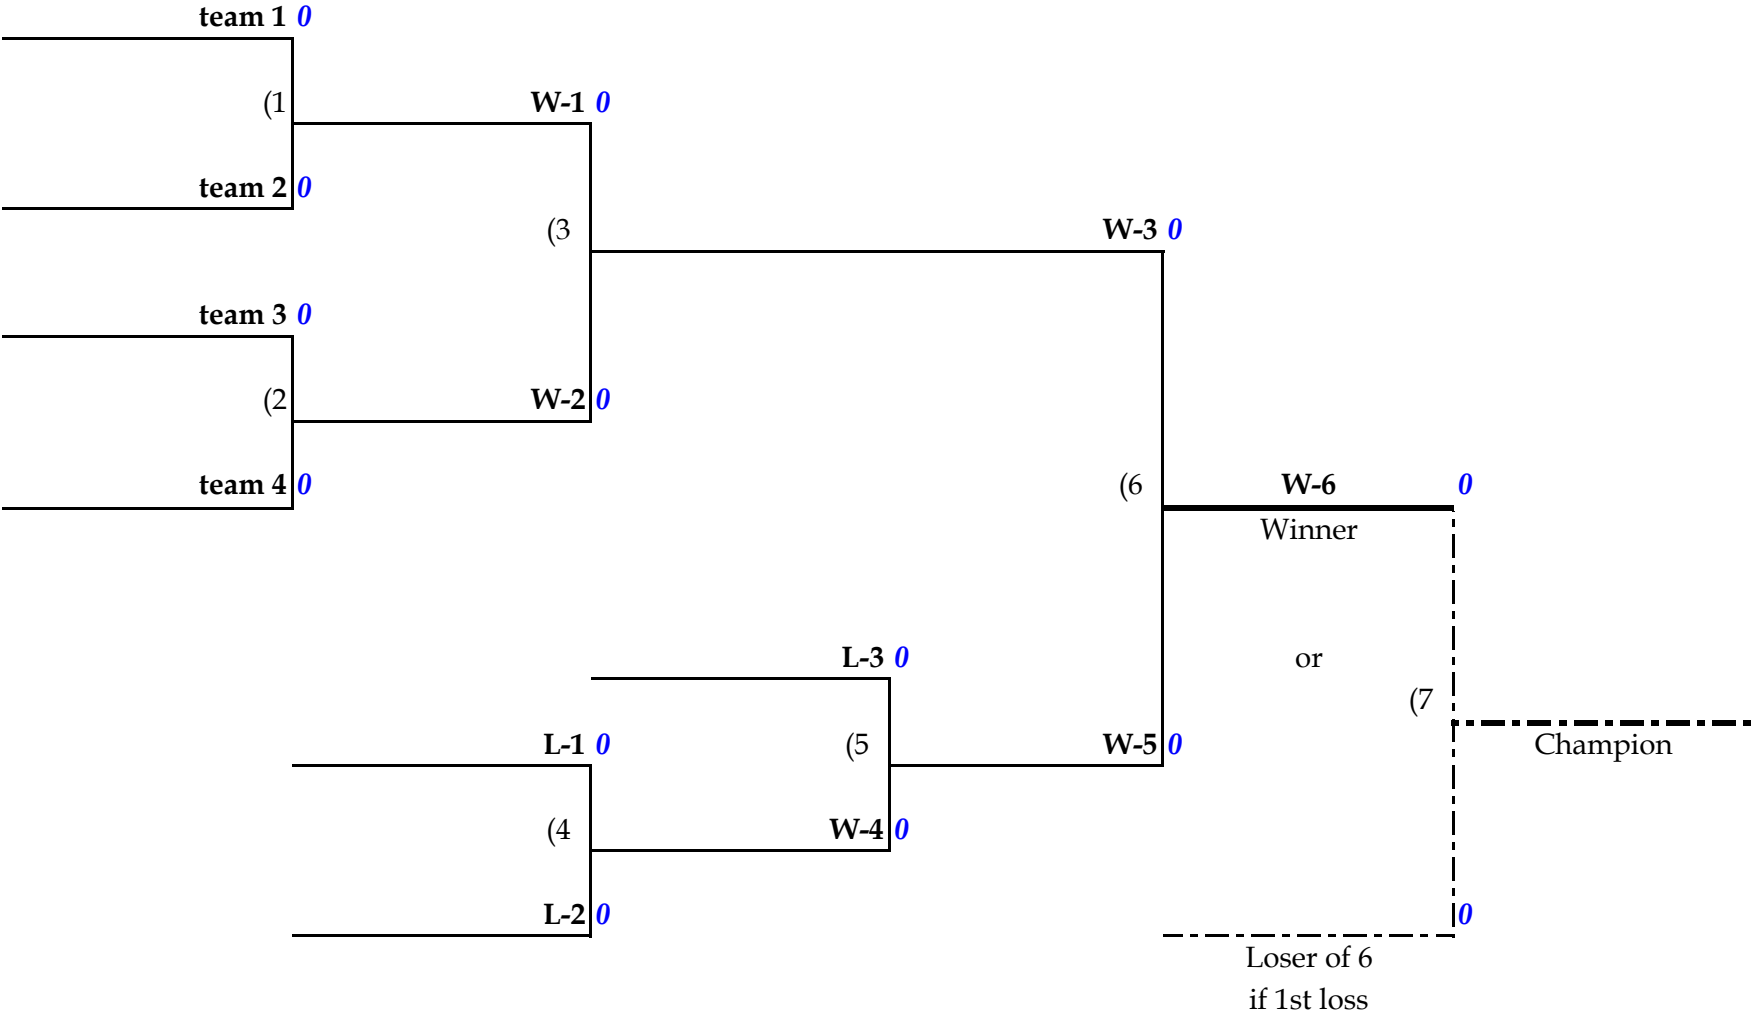 team 1 0
(1
W-1 0
team 2 0
(3
W-3 0
team 3 0
(2
W-2 0
team 4 0
(6
W-6 0
Winner
L-3 0
or
(7
L-1 0
(5
W-5 0
Champion
(4
W-4 0
L-2 0
0
Loser of 6
if 1st loss